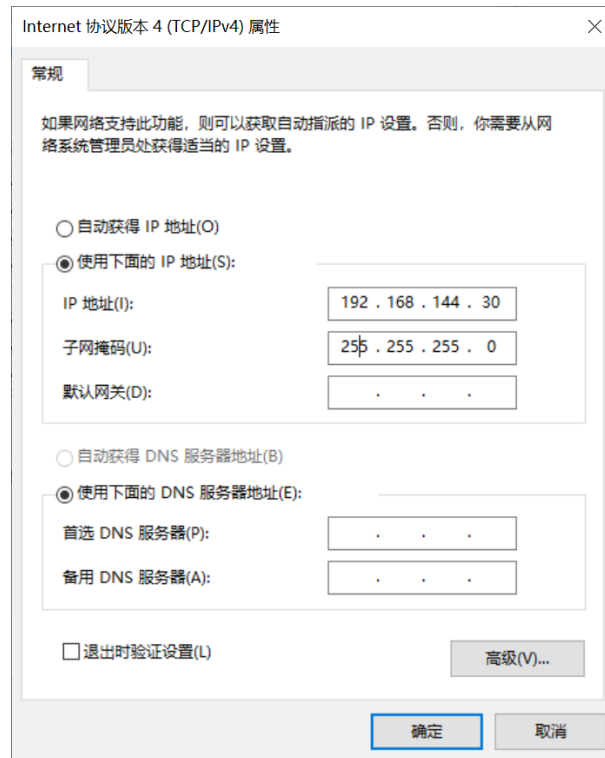 Internet 协议版本 4 (TCP/IPv4) 属性
常规
如果网络支持此功能，则可以获取自动指派的 IP 设置。否则，你需要从网
络系统管理员处获得适当的 IP 设置。
自动获得 IP 地址(O)
使用下面的 IP 地址(S):
IP 地址(I): 192 . 168 . 144 . 30
子网掩码(U): 255 . 255 . 255 . 0
默认网关(D): . . .
自动获得 DNS 服务器地址(B)
使用下面的 DNS 服务器地址(E):
首选 DNS 服务器(P): . . .
备用 DNS 服务器(A): . . .
退出时验证设置(L)
高级(V)...
确定 取消